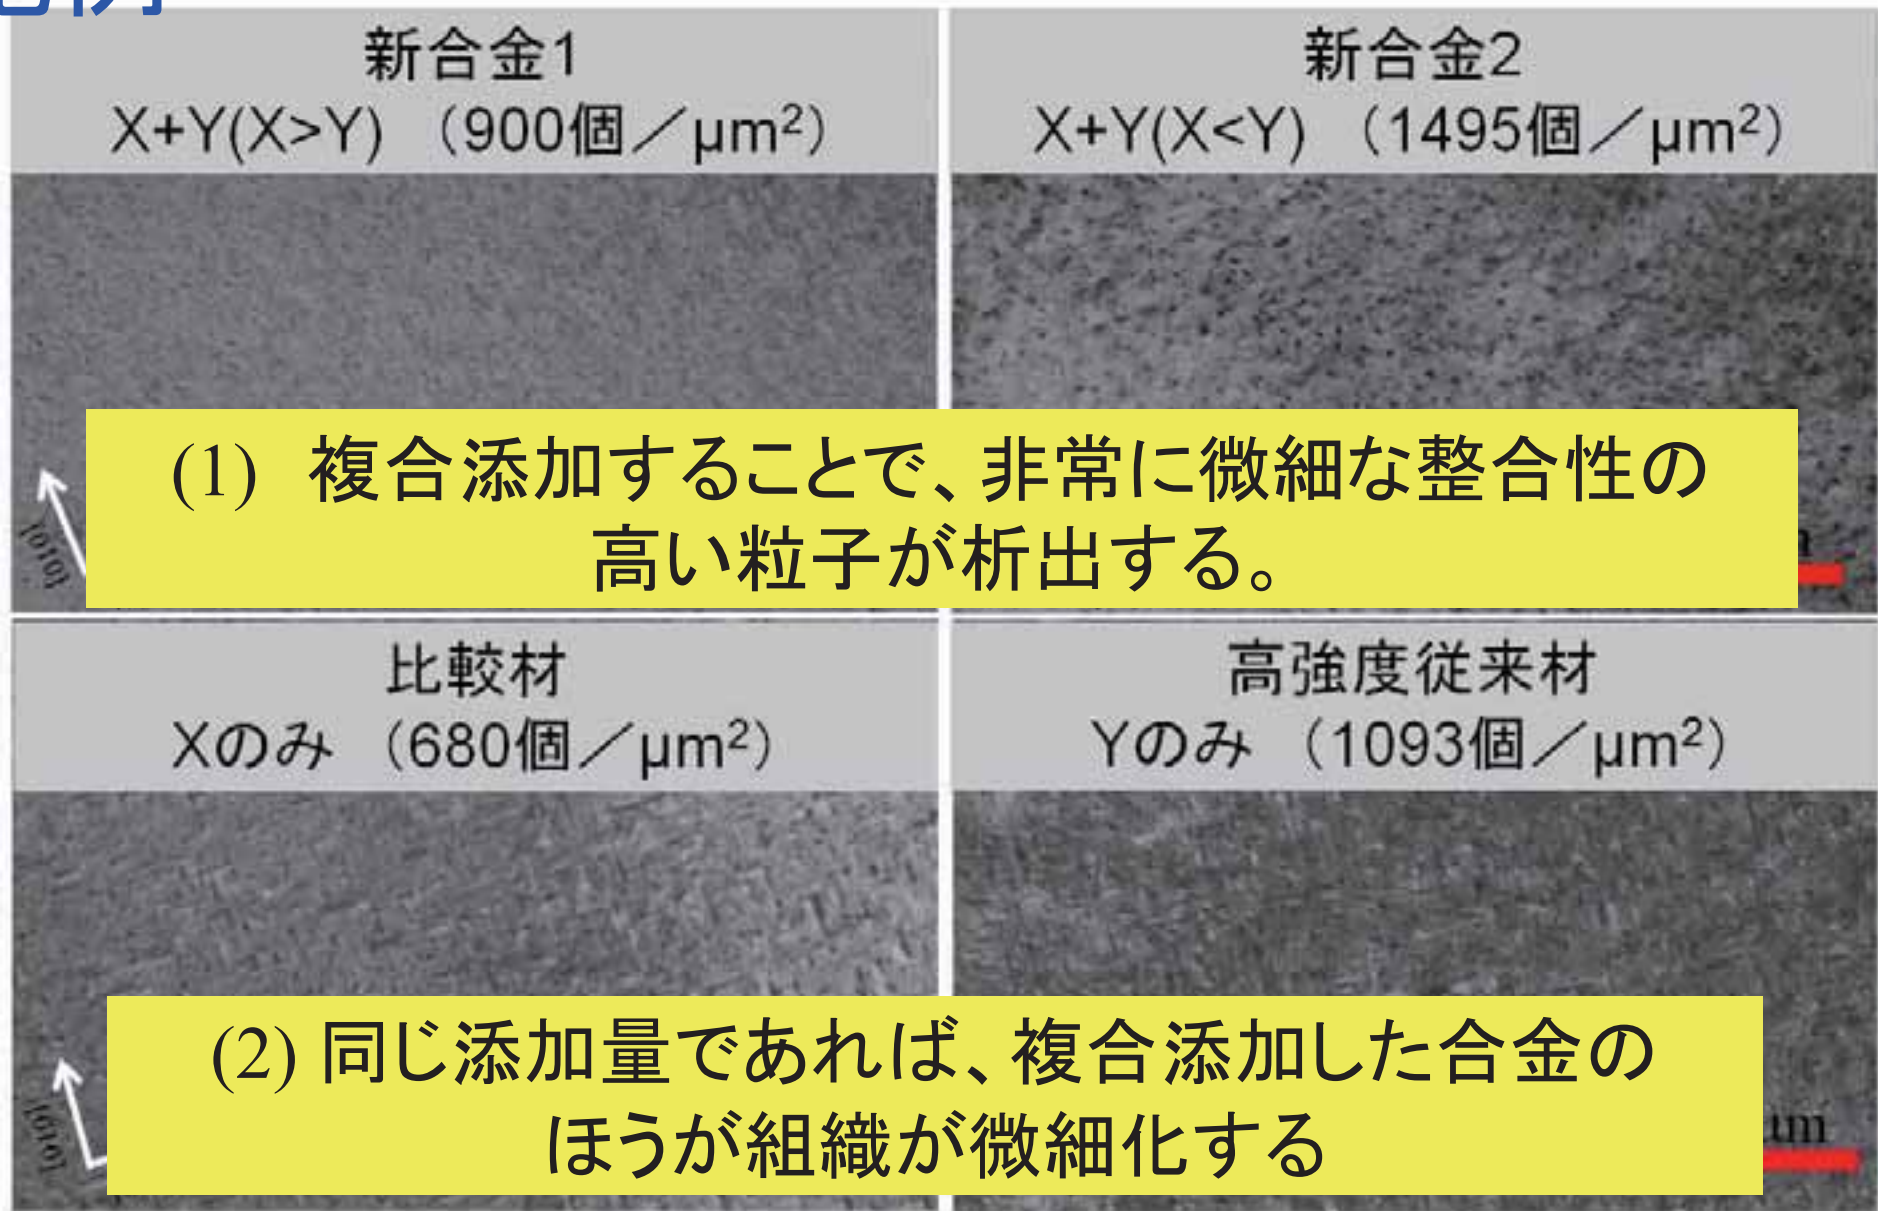 新合金1
X+Y(X>Y) （900個／μm²）
新合金2
X+Y(X<Y) （1495個／μm²）
(1) 複合添加することで、非常に微細な整合性の
高い粒子が析出する。
[010]
比較材
Xのみ （680個／μm²）
高強度従来材
Yのみ （1093個／μm²）
(2) 同じ添加量であれば、複合添加した合金の
ほうが組織が微細化する
[010]